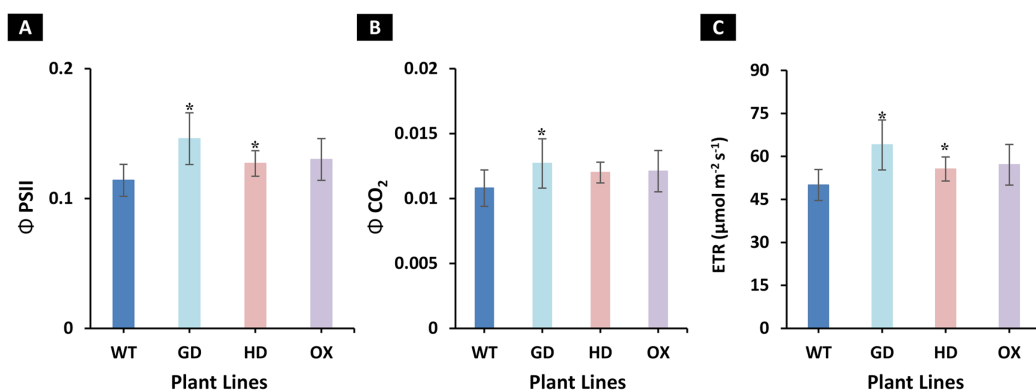 A
Φ PSII
0.2
0.1
0
*
*
WT GD HD OX
Plant Lines
B
Φ CO₂
0.02
0.015
0.01
0.005
0
*
WT GD HD OX
Plant Lines
C
ETR (µmol m⁻² s⁻¹)
90
75
60
45
30
15
0
*
*
WT GD HD OX
Plant Lines